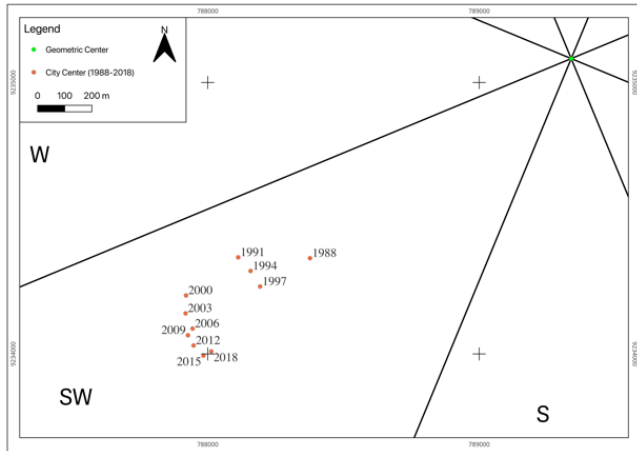 788000 789000
Legend
Geometric Center
City Center (1988-2018)
0 100 200 m
N
9235000 9235000
W
1991 1988
1994
1997
2000
2003
2006
2009
2012
2015 2018
9234000 9234000
SW
S
788000 789000